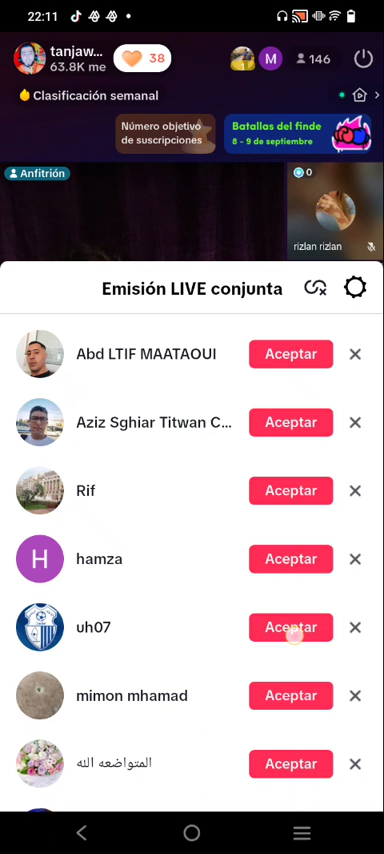 22:11
tanjaw...
63.8K me
38
1
M
146
Clasificación semanal
Número objetivo
de suscripciones
Batallas del finde
8 - 9 de septiembre
Anfitrión
0
rizlan rizlan
Emisión LIVE conjunta
Abd LTIF MAATAOUI
Aceptar
Aziz Sghiar Titwan C...
Aceptar
Rif
Aceptar
H
hamza
Aceptar
uh07
Aceptar
mimon mhamad
Aceptar
المتواضعه الله
Aceptar